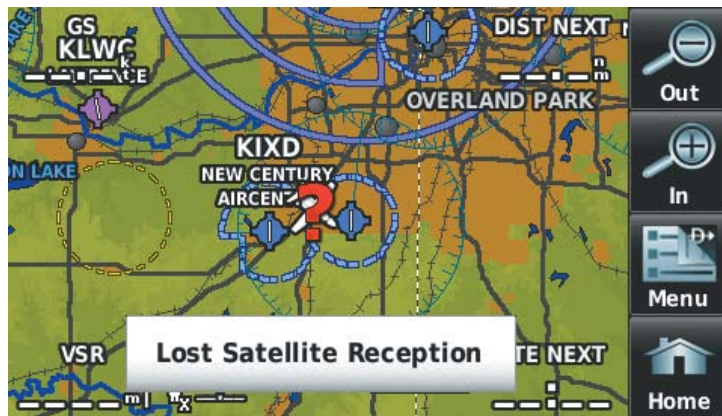 GS
DIST NEXT
KLWC
Out
OVERLAND PARK
KIXD
NEW CENTURY
ON LAKE
In
?
Menu
VSR
Lost Satellite Reception
TE NEXT
Home